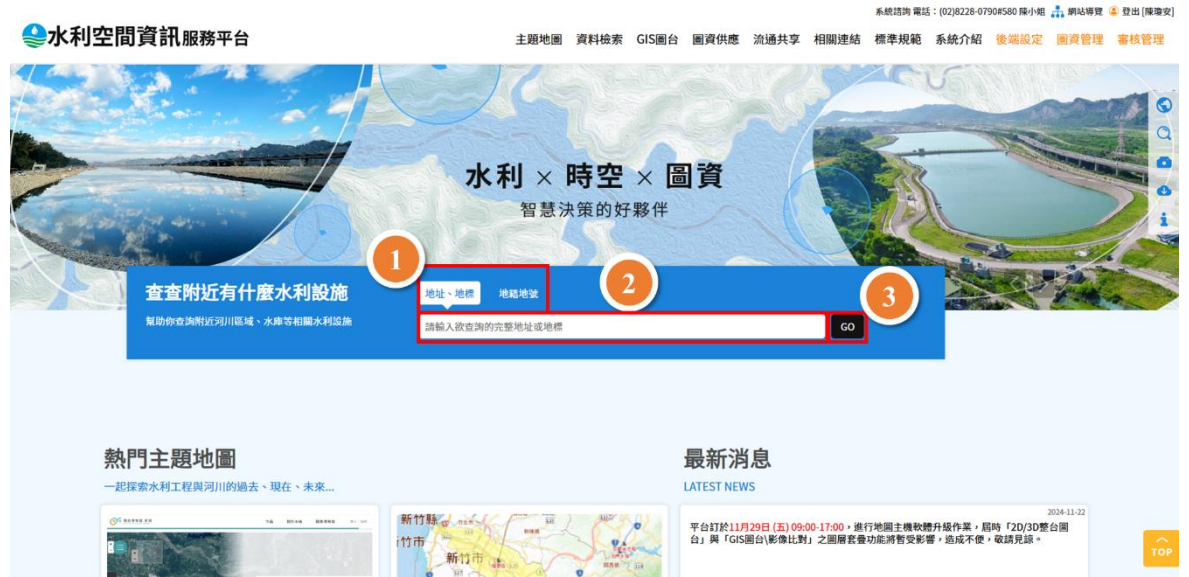 系統諮詢 電話：(02)8228-0790#580 陳小姐 網站導覽 登出 [陳瓊安]
水利空間資訊服務平台
主題地圖 資料檢索 GIS圖台 圖資供應 流通共享 相關連結 標準規範 系統介紹 後端設定 圖資管理 審核管理
水利 × 時空 × 圖資
智慧決策的好夥伴
1
2
3
查查附近有什麼水利設施
地址、地標 地籍地號
幫助你查詢附近河川區域、水庫等相關水利設施
請輸入欲查詢的完整地址或地標
GO
熱門主題地圖
一起探索水利工程與河川的過去、現在、未來...
新竹縣
竹市
新竹市
最新消息
LATEST NEWS
2024-11-22
平台訂於11月29日 (五) 09:00-17:00，進行地圖主機軟體升級作業，屆時「2D/3D整台圖
台」與「GIS圖台\影像比對」之圖層套疊功能將暫受影響，造成不便，敬請見諒。
TOP